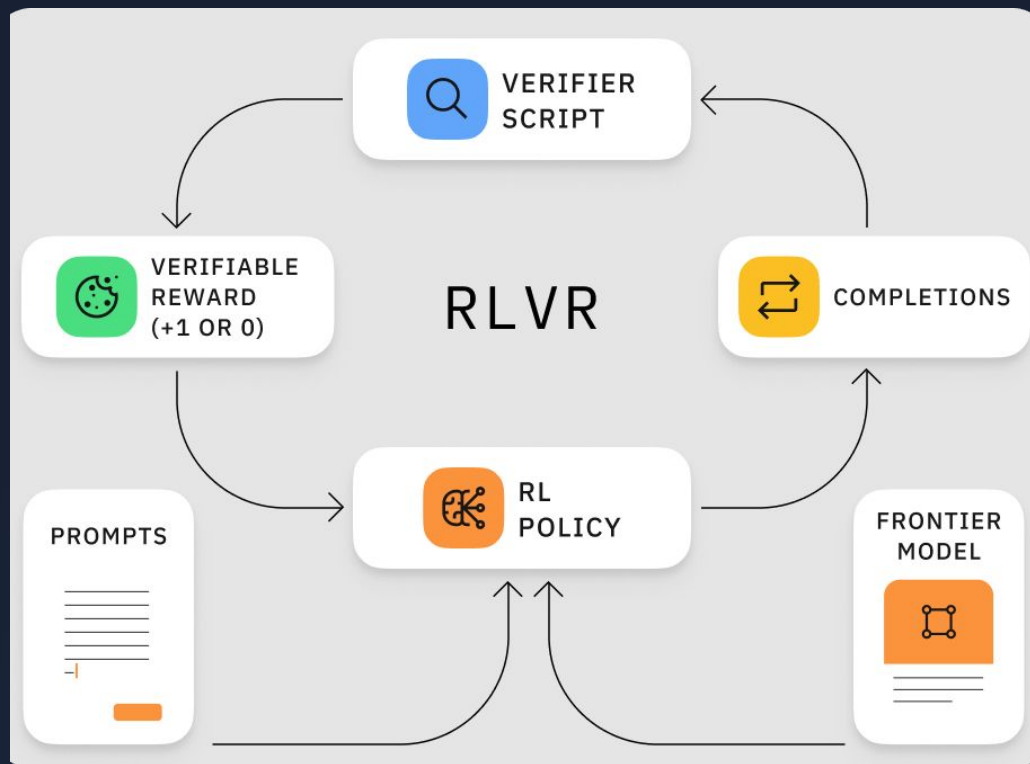 VERIFIER
SCRIPT
VERIFIABLE
REWARD
(+1 OR 0)
RLVR
COMPLETIONS
RL
POLICY
PROMPTS
FRONTIER
MODEL